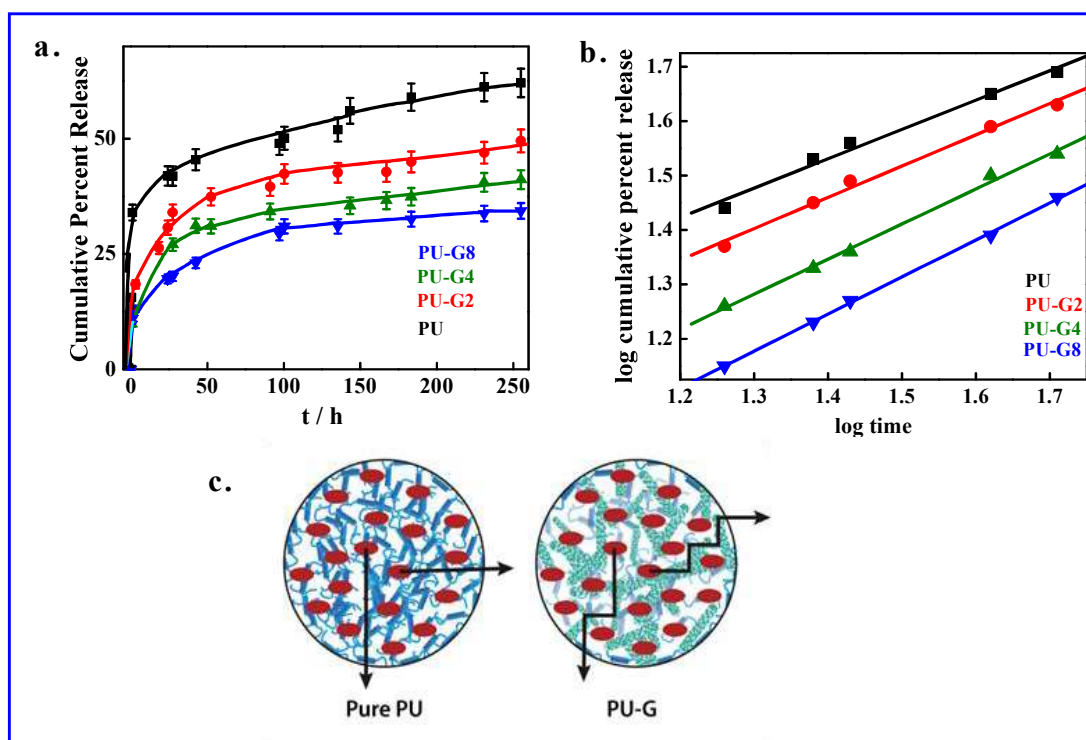 a.
Cumulative Percent Release
50
25
0
PU-G8
PU-G4
PU-G2
PU
0 50 100 150 200 250
t / h
b.
log cumulative percent release
1.7
1.6
1.5
1.4
1.3
1.2
PU
PU-G2
PU-G4
PU-G8
1.2 1.3 1.4 1.5 1.6 1.7
log time
c.
Pure PU
PU-G